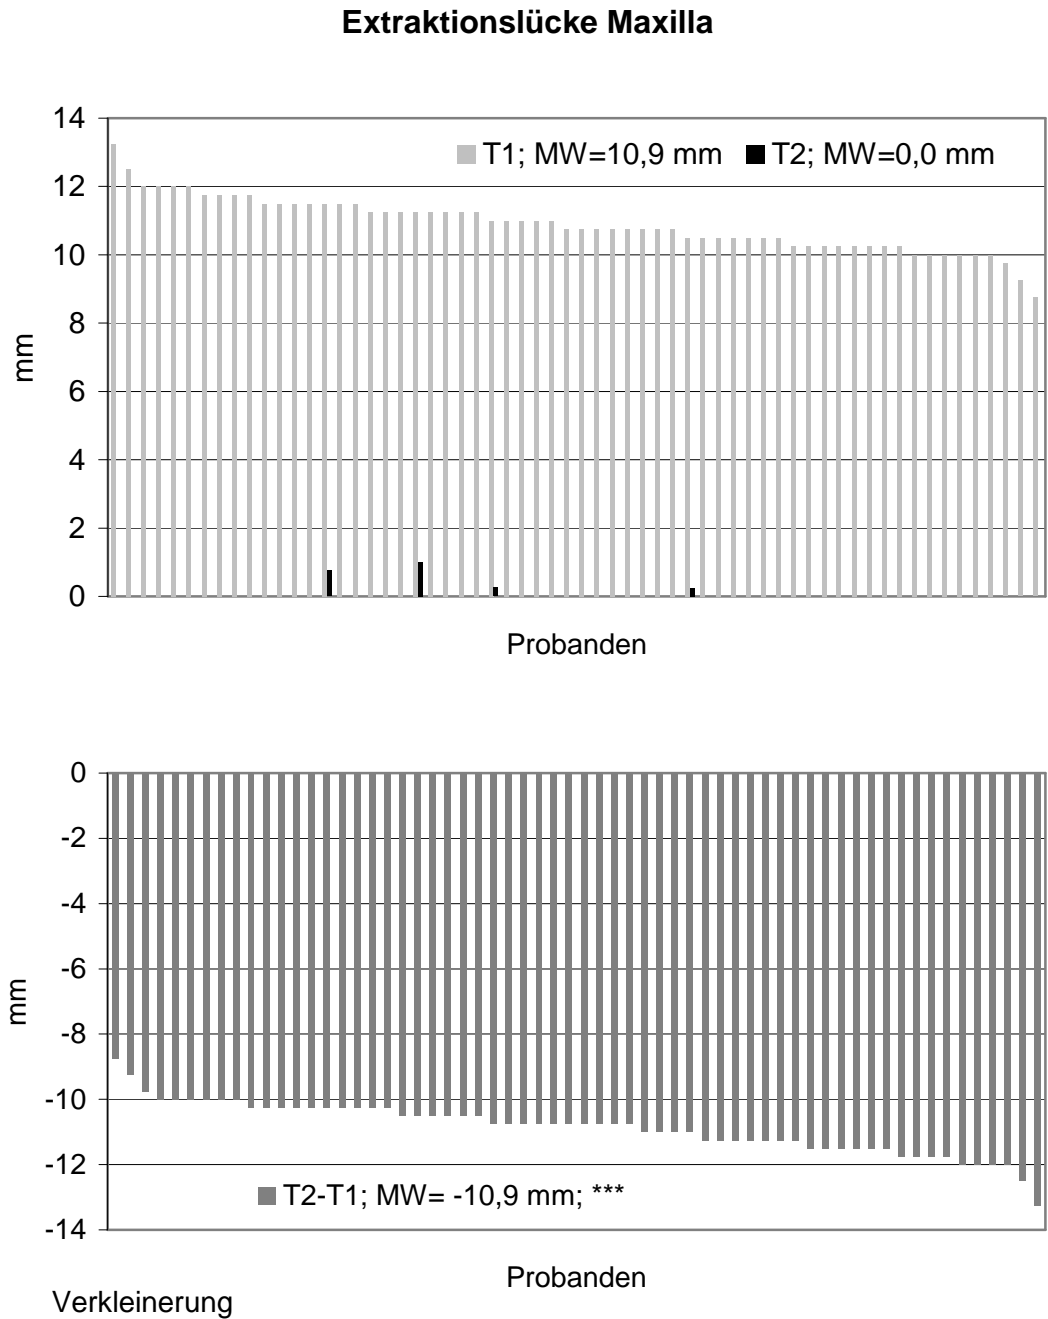 Extraktionslücke Maxilla
14
T1; MW=10,9 mm T2; MW=0,0 mm
12
10
8
mm
6
4
2
0
Probanden
0
-2
-4
-6
mm
-8
-10
-12
T2-T1; MW= -10,9 mm; ***
-14
Probanden
Verkleinerung